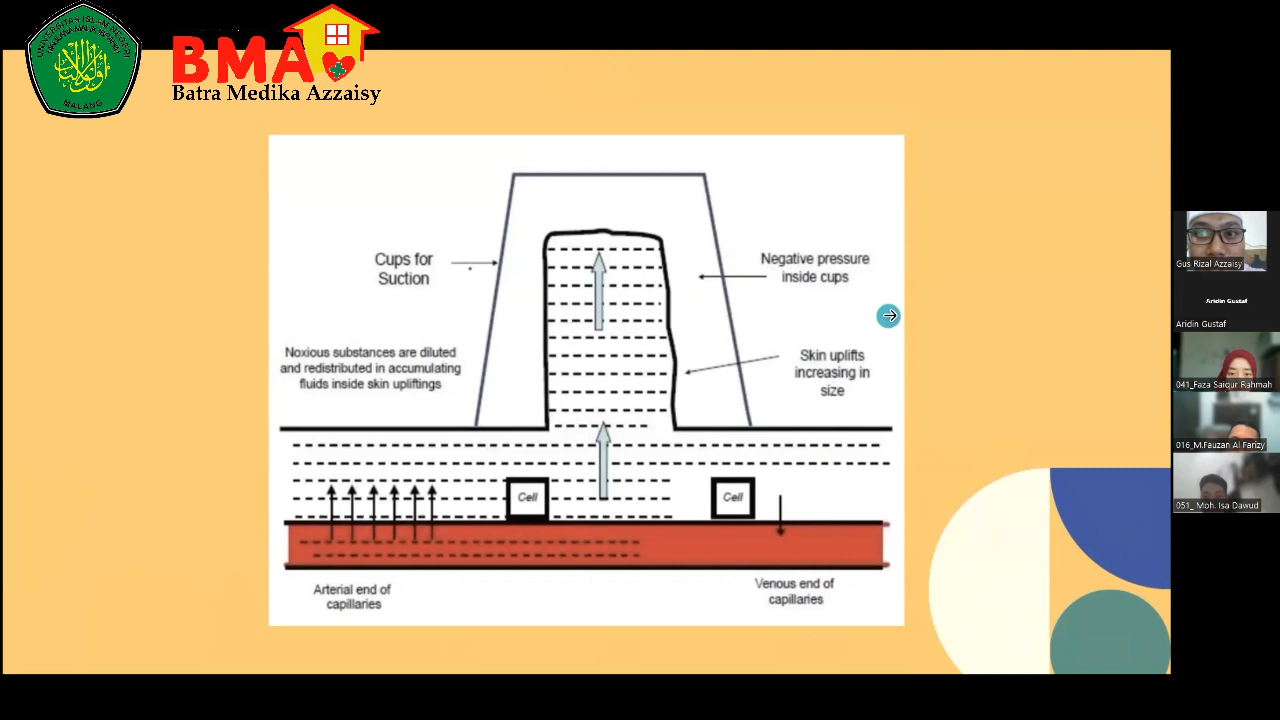 UNIVERSITAS ISLAM NEGERI
MALANG
BMA
Batra Medika Azzaisy
Cups for
Suction
Negative pressure
inside cups
Noxious substances are diluted
and redistributed in accumulating
fluids inside skin upliftings
Skin uplifts
increasing in
size
Cell
Cell
Arterial end of
capillaries
Venous end of
capillaries
Gus Rizal Azzaisy
Aridin Gustaf
Aridin Gustaf
041_Faza Saiqur Rahmah
016_M.Fauzan Al Farizy
051_ Moh. Isa Dawud